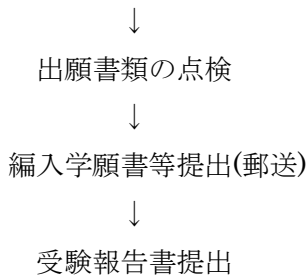 ↓
出願書類の点検
↓
編入学願書等提出(郵送)
↓
受験報告書提出